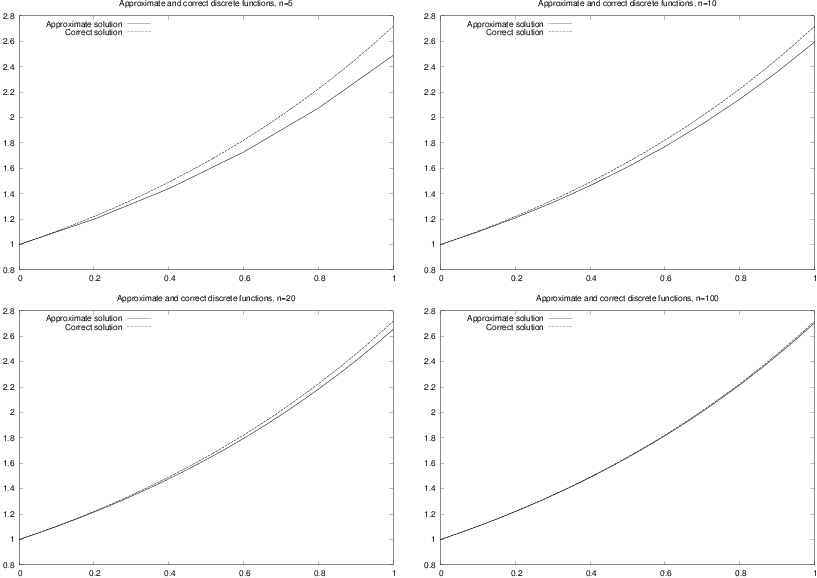 Approximate and correct discrete functions, n=5
Approximate solution
Correct solution
2.8
2.6
2.4
2.2
2
1.8
1.6
1.4
1.2
1
0.8
0 0.2 0.4 0.6 0.8 1
Approximate and correct discrete functions, n=10
Approximate solution
Correct solution
2.8
2.6
2.4
2.2
2
1.8
1.6
1.4
1.2
1
0.8
0 0.2 0.4 0.6 0.8 1
Approximate and correct discrete functions, n=20
Approximate solution
Correct solution
2.8
2.6
2.4
2.2
2
1.8
1.6
1.4
1.2
1
0.8
0 0.2 0.4 0.6 0.8 1
Approximate and correct discrete functions, n=100
Approximate solution
Correct solution
2.8
2.6
2.4
2.2
2
1.8
1.6
1.4
1.2
1
0.8
0 0.2 0.4 0.6 0.8 1